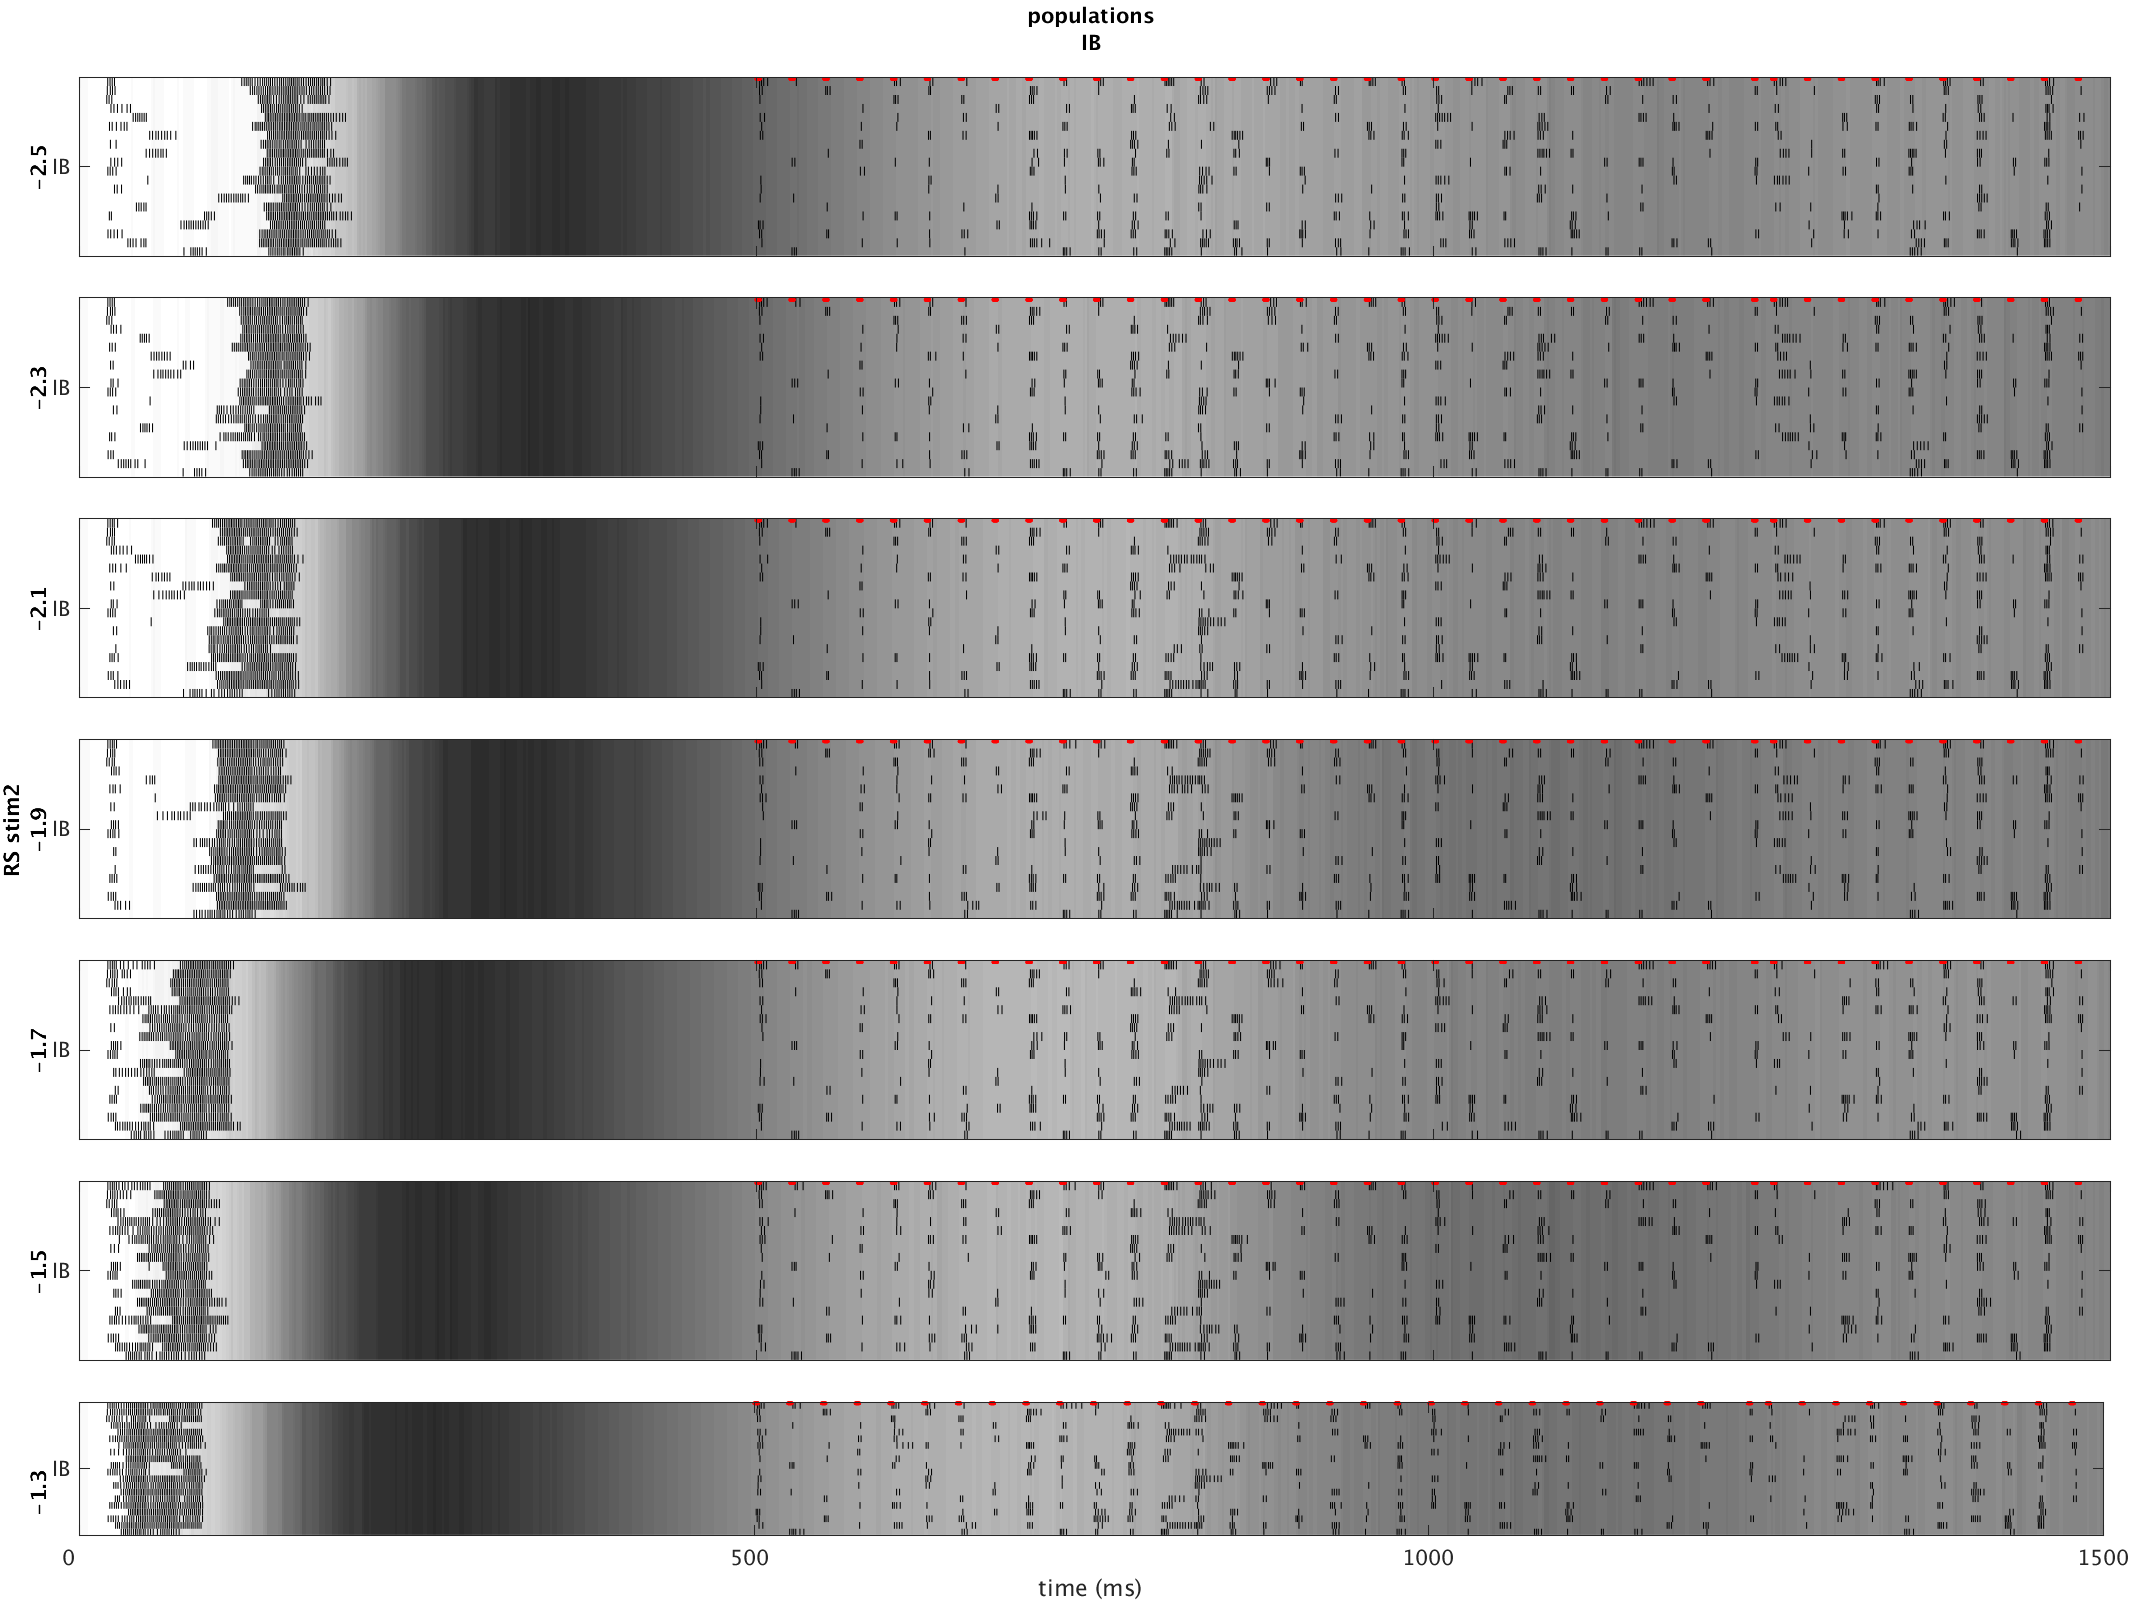 populations
IB
−2.5 IB
−2.3 IB
−2.1 IB
RS stim2
−1.9 IB
−1.7 IB
−1.5 IB
−1.3 IB
0 500 1000 1500
time (ms)